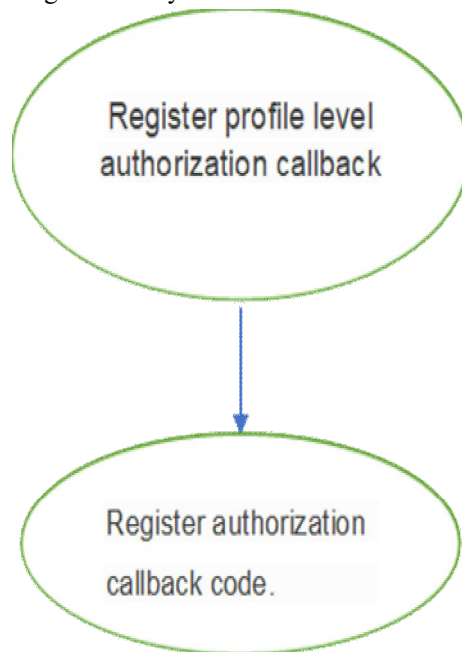 Register profile level
authorization callback
Register authorization
callback code.